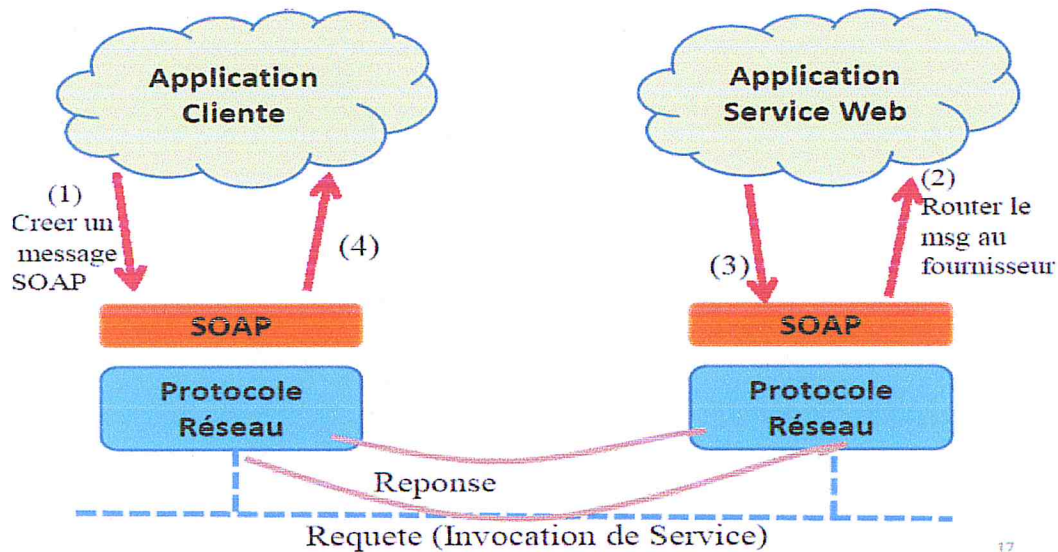 Application
Cliente
Application
Service Web
(1)
Creer un
message
SOAP
(4)
(3)
(2)
Router le
msg au
fournisseur
SOAP
SOAP
Protocole
Réseau
Protocole
Réseau
Reponse
Requete (Invocation de Service)
17